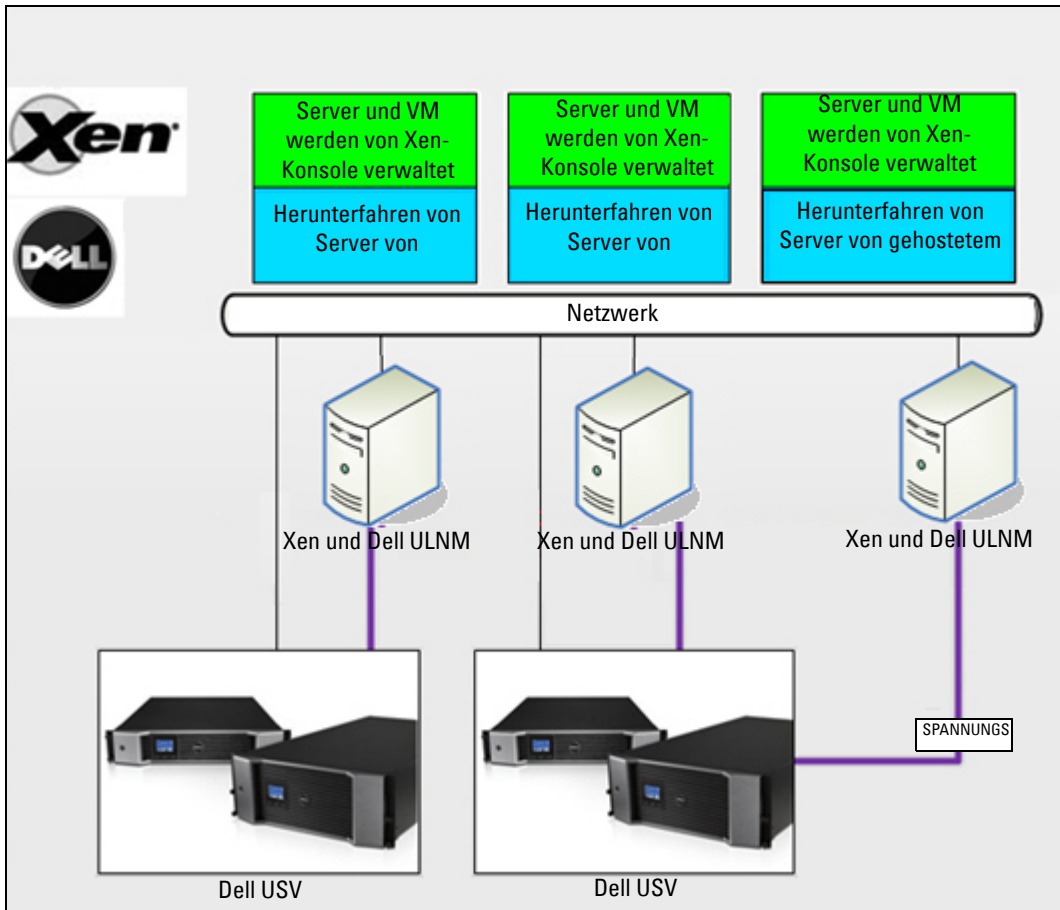 Xen
DELL
Server und VM
werden von Xen-
Konsole verwaltet
Herunterfahren von
Server von
Server und VM
werden von Xen-
Konsole verwaltet
Herunterfahren von
Server von
Server und VM
werden von Xen-
Konsole verwaltet
Herunterfahren von
Server von gehostetem
Netzwerk
Xen und Dell ULNM
Xen und Dell ULNM
Xen und Dell ULNM
SPANNUNGS
Dell USV
Dell USV